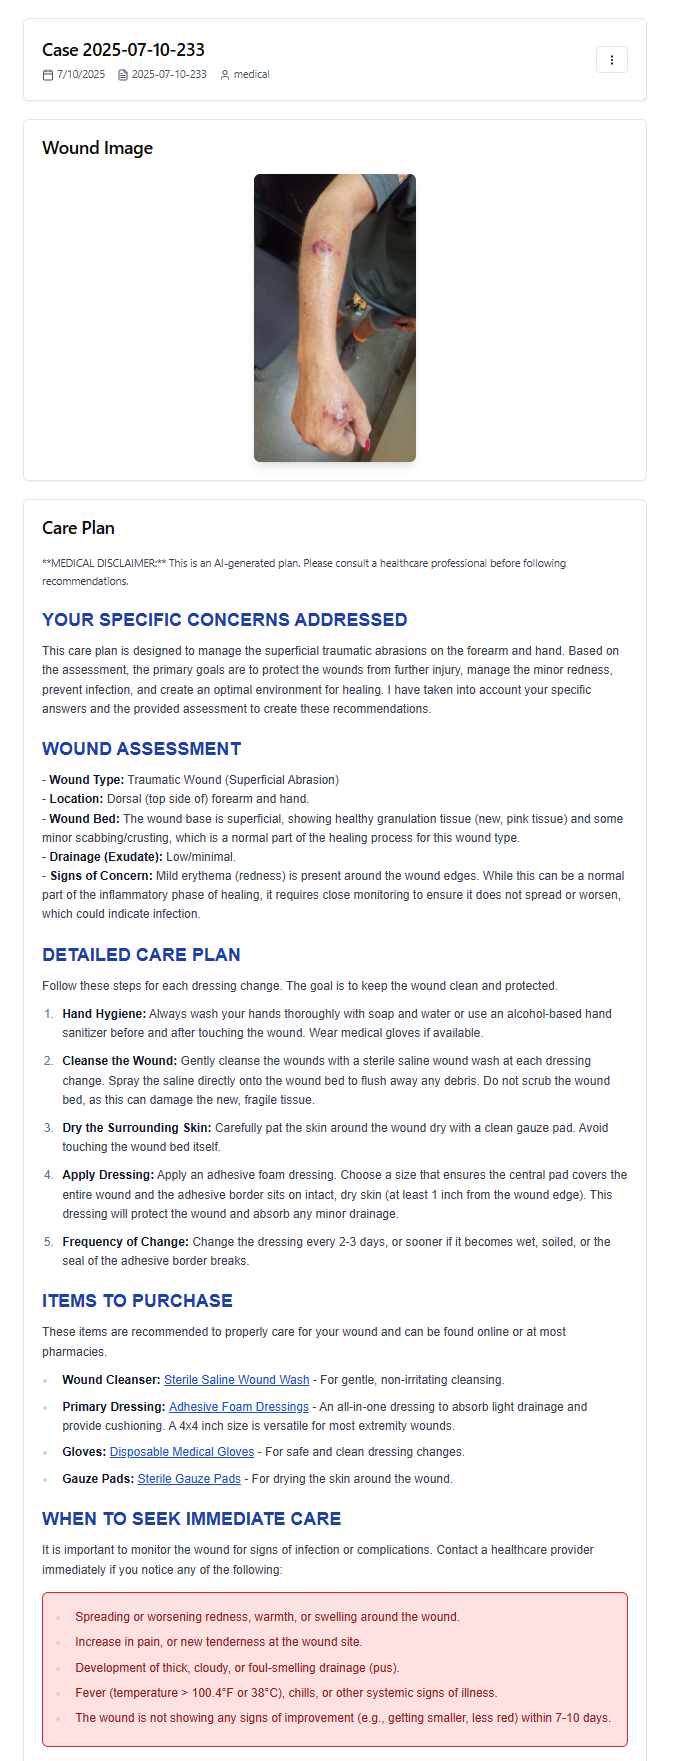 Case 2025-07-10-233
7/10/2025 2025-07-10-233 medical
Wound Image
Care Plan
**MEDICAL DISCLAIMER:** This is an AI-generated plan. Please consult a healthcare professional before following
recommendations.
YOUR SPECIFIC CONCERNS ADDRESSED
This care plan is designed to manage the superficial traumatic abrasions on the forearm and hand. Based on
the assessment, the primary goals are to protect the wounds from further injury, manage the minor redness,
prevent infection, and create an optimal environment for healing. I have taken into account your specific
answers and the provided assessment to create these recommendations.
WOUND ASSESSMENT
- Wound Type: Traumatic Wound (Superficial Abrasion)
- Location: Dorsal (top side of) forearm and hand.
- Wound Bed: The wound base is superficial, showing healthy granulation tissue (new, pink tissue) and some
minor scabbing/crusting, which is a normal part of the healing process for this wound type.
- Drainage (Exudate): Low/minimal.
- Signs of Concern: Mild erythema (redness) is present around the wound edges. While this can be a normal
part of the inflammatory phase of healing, it requires close monitoring to ensure it does not spread or worsen,
which could indicate infection.
DETAILED CARE PLAN
Follow these steps for each dressing change. The goal is to keep the wound clean and protected.
1. Hand Hygiene: Always wash your hands thoroughly with soap and water or use an alcohol-based hand
sanitizer before and after touching the wound. Wear medical gloves if available.
2. Cleanse the Wound: Gently cleanse the wounds with a sterile saline wound wash at each dressing
change. Spray the saline directly onto the wound bed to flush away any debris. Do not scrub the wound
bed, as this can damage the new, fragile tissue.
3. Dry the Surrounding Skin: Carefully pat the skin around the wound dry with a clean gauze pad. Avoid
touching the wound bed itself.
4. Apply Dressing: Apply an adhesive foam dressing. Choose a size that ensures the central pad covers the
entire wound and the adhesive border sits on intact, dry skin (at least 1 inch from the wound edge). This
dressing will protect the wound and absorb any minor drainage.
5. Frequency of Change: Change the dressing every 2-3 days, or sooner if it becomes wet, soiled, or the
seal of the adhesive border breaks.
ITEMS TO PURCHASE
These items are recommended to properly care for your wound and can be found online or at most
pharmacies.
Wound Cleanser: Sterile Saline Wound Wash - For gentle, non-irritating cleansing.
Primary Dressing: Adhesive Foam Dressings - An all-in-one dressing to absorb light drainage and
provide cushioning. A 4x4 inch size is versatile for most extremity wounds.
Gloves: Disposable Medical Gloves - For safe and clean dressing changes.
Gauze Pads: Sterile Gauze Pads - For drying the skin around the wound.
WHEN TO SEEK IMMEDIATE CARE
It is important to monitor the wound for signs of infection or complications. Contact a healthcare provider
immediately if you notice any of the following:
Spreading or worsening redness, warmth, or swelling around the wound.
Increase in pain, or new tenderness at the wound site.
Development of thick, cloudy, or foul-smelling drainage (pus).
Fever (temperature > 100.4°F or 38°C), chills, or other systemic signs of illness.
The wound is not showing any signs of improvement (e.g., getting smaller, less red) within 7-10 days.